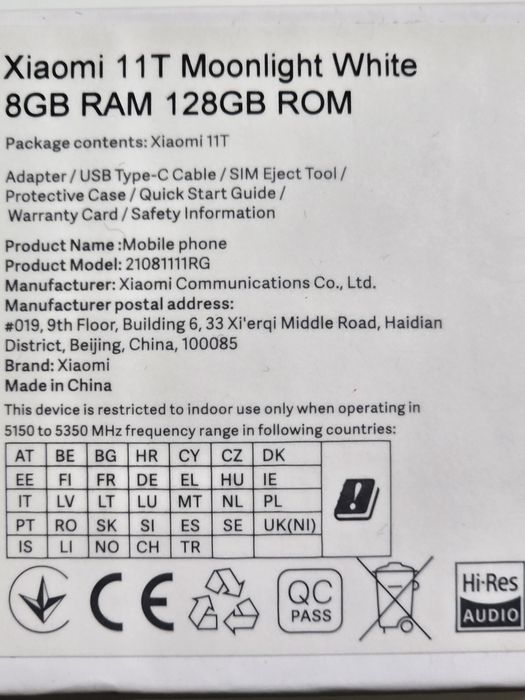 Xiaomi 11T Moonlight White
8GB RAM 128GB ROM
Package contents: Xiaomi 11T
Adapter / USB Type-C Cable / SIM Eject Tool /
Protective Case / Quick Start Guide /
Warranty Card / Safety Information
Product Name :Mobile phone
Product Model: 21081111RG
Manufacturer: Xiaomi Communications Co., Ltd.
Manufacturer postal address:
#019, 9th Floor, Building 6, 33 Xi'erqi Middle Road, Haidian
District, Beijing, China, 100085
Brand: Xiaomi
Made in China
This device is restricted to indoor use only when operating in
5150 to 5350 MHz frequency range in following countries:
AT BE BG HR CY CZ DK
EE FI FR DE EL HU IE
IT LV LT LU MT NL PL
PT RO SK SI ES SE UK(NI)
IS LI NO CH TR
CE
QC
PASS
Hi-Res
AUDIO